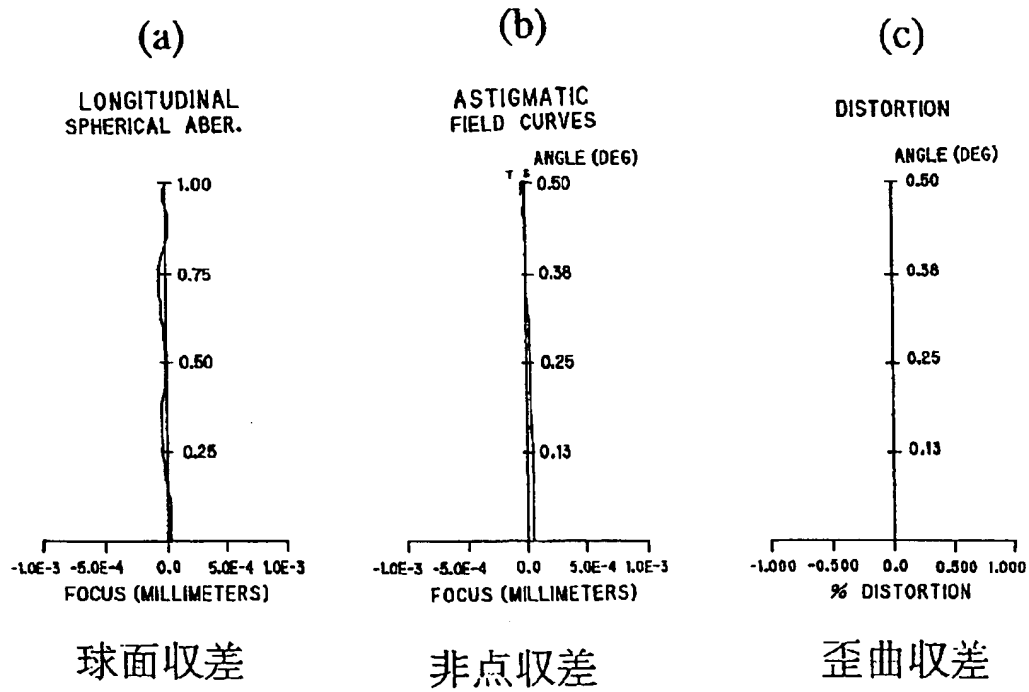 (a)
LONGITUDINAL
SPHERICAL ABER.
1.00
0.75
0.50
0.25
-1.0E-3 -5.0E-4 0.0 5.0E-4 1.0E-3
FOCUS (MILLIMETERS)
球面収差
(b)
ASTIGMATIC
FIELD CURVES
ANGLE (DEG)
T S
0.50
0.38
0.25
0.13
-1.0E-3 -5.0E-4 0.0 5.0E-4 1.0E-3
FOCUS (MILLIMETERS)
非点収差
(c)
DISTORTION
ANGLE (DEG)
0.50
0.38
0.25
0.13
-1.000 -0.500 0.0 0.500 1.000
% DISTORTION
歪曲収差